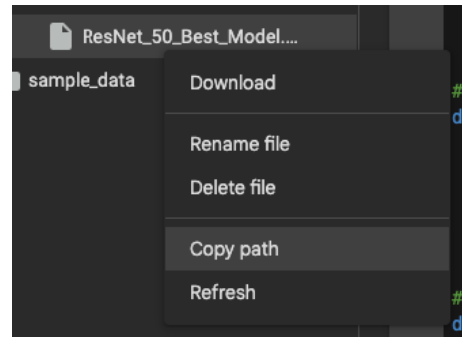 ResNet_50_Best_Model....
sample_data
Download
#
d
Rename file
Delete file
Copy path
Refresh
#
d